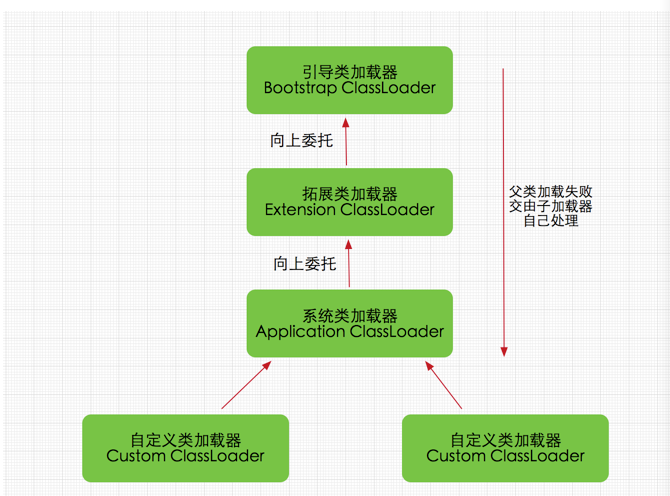 引导类加载器
Bootstrap ClassLoader
向上委托
拓展类加载器
Extension ClassLoader
父类加载失败
交由子加载器
自己处理
向上委托
系统类加载器
Application ClassLoader
自定义类加载器
Custom ClassLoader
自定义类加载器
Custom ClassLoader